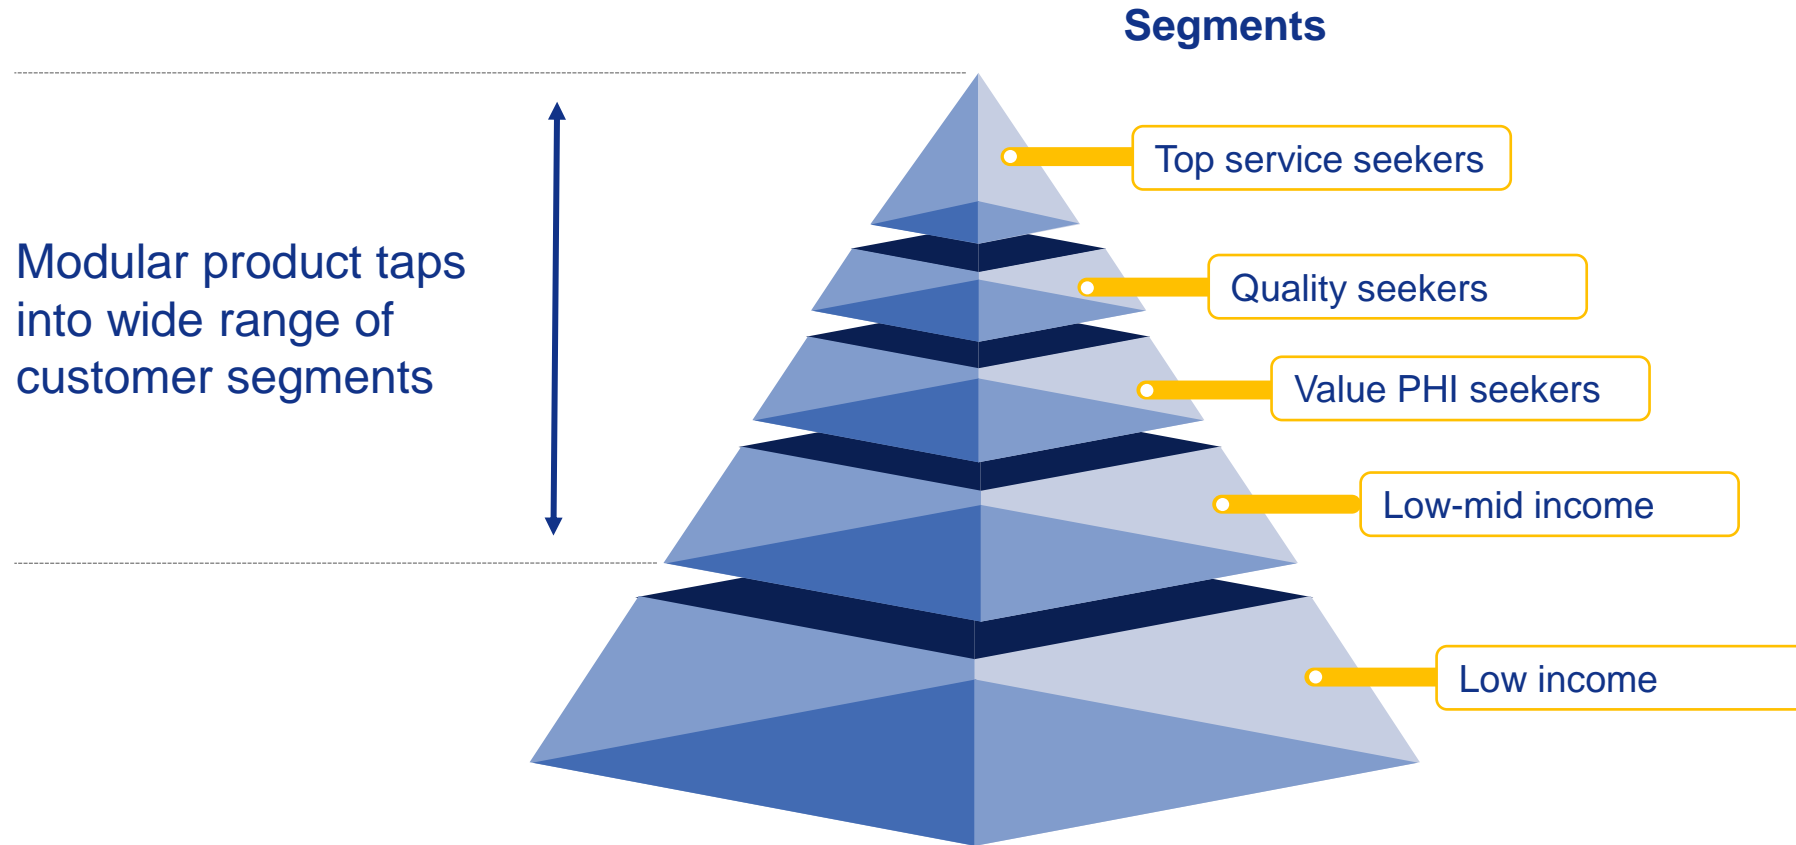 Segments
Top service seekers
Modular product taps
into wide range of
customer segments
Quality seekers
Value PHI seekers
Low-mid income
Low income